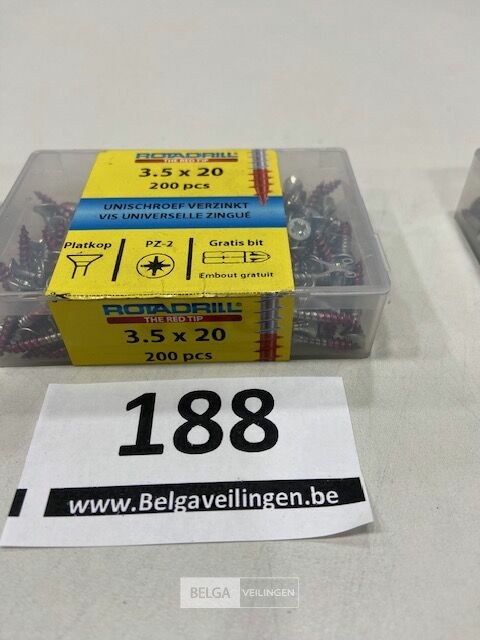 ROTADRILL
THE RED TIP
3.5 x 20
200 pcs
UNISCHROEF VERZINKT
VIS UNIVERSELLE ZINGUÉ
Platkop
PZ-2
Gratis bit
Embout gratuit
ROTADRILL
THE RED TIP
3.5 x 20
200 pcs
188
www.Belgaveilingen.be
BELGA VEILINGEN